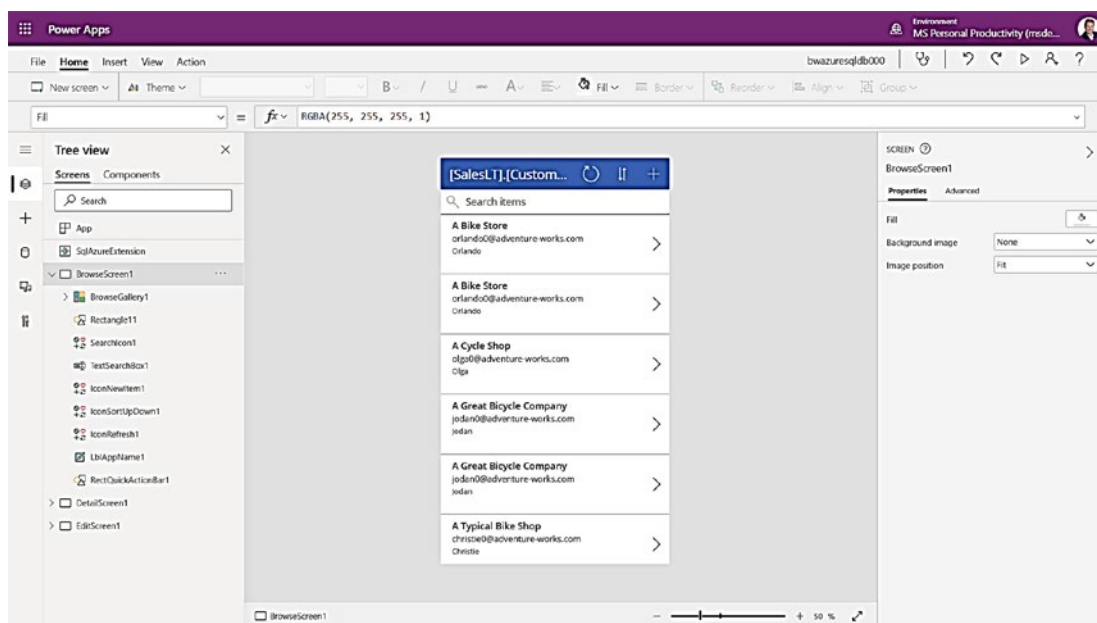 Power Apps
Environment
MS Personal Productivity (msde...
File Home Insert View Action
bwazuresqldb000
New screen Theme
B / U A Fill Border Reorder Align Group
Fill = fx RGBA(255, 255, 255, 1)
Tree view
Screens Components
Search
App
SqlAzureExtension
BrowseScreen1 ...
BrowseGallery1
Rectangle11
SearchIcon1
TextSearchBox1
IconNewItem1
IconSortUpDown1
IconRefresh1
LblAppName1
RectQuickActionBar1
DetailScreen1
EditScreen1
[SalesLT].[Custom...
Search items
A Bike Store
orlando0@adventure-works.com
Orlando
A Bike Store
orlando0@adventure-works.com
Orlando
A Cycle Shop
olga0@adventure-works.com
Olga
A Great Bicycle Company
jodan0@adventure-works.com
Jodan
A Great Bicycle Company
jodan0@adventure-works.com
Jodan
A Typical Bike Shop
christie0@adventure-works.com
Christie
SCREEN
BrowseScreen1
Properties Advanced
Fill
Background image None
Image position Fit
BrowseScreen1
− + 50 %